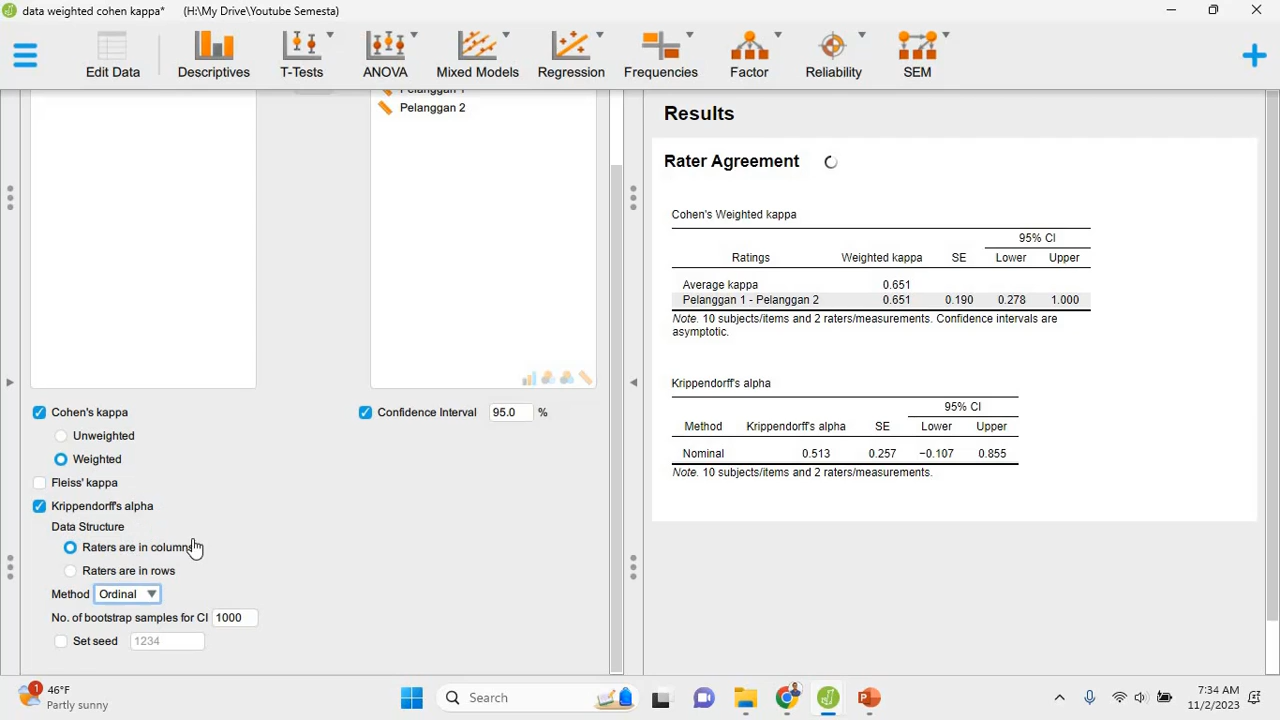 data weighted cohen kappa* (H:\My Drive\Youtube Semesta)
Edit Data
Descriptives
T-Tests
ANOVA
Mixed Models
Regression
Frequencies
Factor
Reliability
SEM
Pelanggan 1
Pelanggan 2
Cohen's kappa
Confidence Interval 95.0 %
Unweighted
Weighted
Fleiss' kappa
Krippendorff's alpha
Data Structure
Raters are in columns
Raters are in rows
Method Ordinal
No. of bootstrap samples for CI 1000
Set seed 1234
Results
Rater Agreement
Cohen's Weighted kappa
95% CI
Ratings Weighted kappa SE Lower Upper
Average kappa 0.651
Pelanggan 1 - Pelanggan 2 0.651 0.190 0.278 1.000
Note. 10 subjects/items and 2 raters/measurements. Confidence intervals are
asymptotic.
Krippendorff's alpha
95% CI
Method Krippendorff's alpha SE Lower Upper
Nominal 0.513 0.257 −0.107 0.855
Note. 10 subjects/items and 2 raters/measurements.
1
46°F
Partly sunny
Search
7:34 AM
11/2/2023